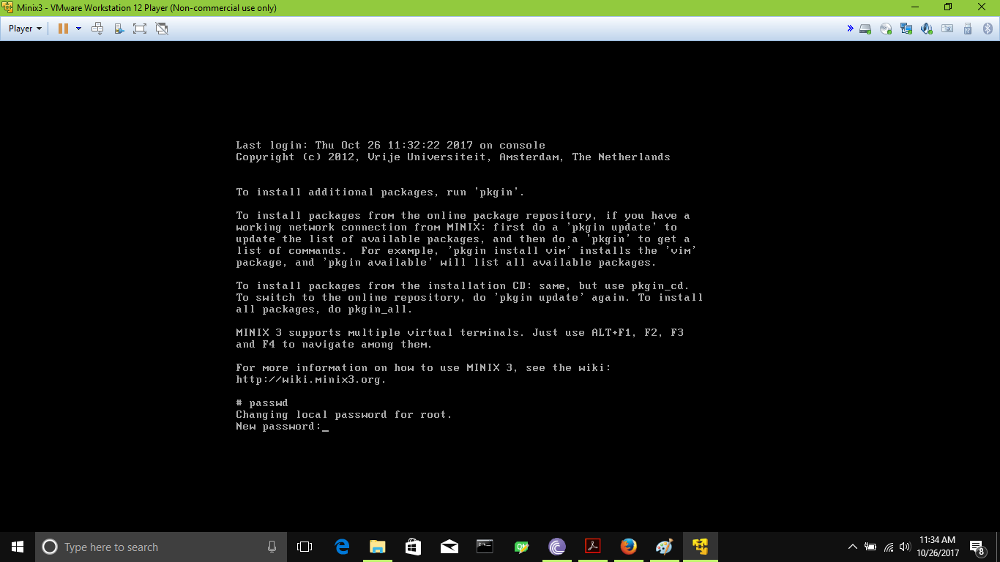 Minix3 - VMware Workstation 12 Player (Non-commercial use only)
Player
Last login: Thu Oct 26 11:32:22 2017 on console
Copyright (c) 2012, Vrije Universiteit, Amsterdam, The Netherlands
To install additional packages, run 'pkgin'.
To install packages from the online package repository, if you have a
working network connection from MINIX: first do a 'pkgin update' to
update the list of available packages, and then do a 'pkgin' to get a
list of commands.  For example, 'pkgin install vim' installs the 'vim'
package, and 'pkgin available' will list all available packages.
To install packages from the installation CD: same, but use pkgin_cd.
To switch to the online repository, do 'pkgin update' again. To install
all packages, do pkgin_all.
MINIX 3 supports multiple virtual terminals. Just use ALT+F1, F2, F3
and F4 to navigate among them.
For more information on how to use MINIX 3, see the wiki:
http://wiki.minix3.org.
# passwd
Changing local password for root.
New password:_
Type here to search
11:34 AM
10/26/2017
8